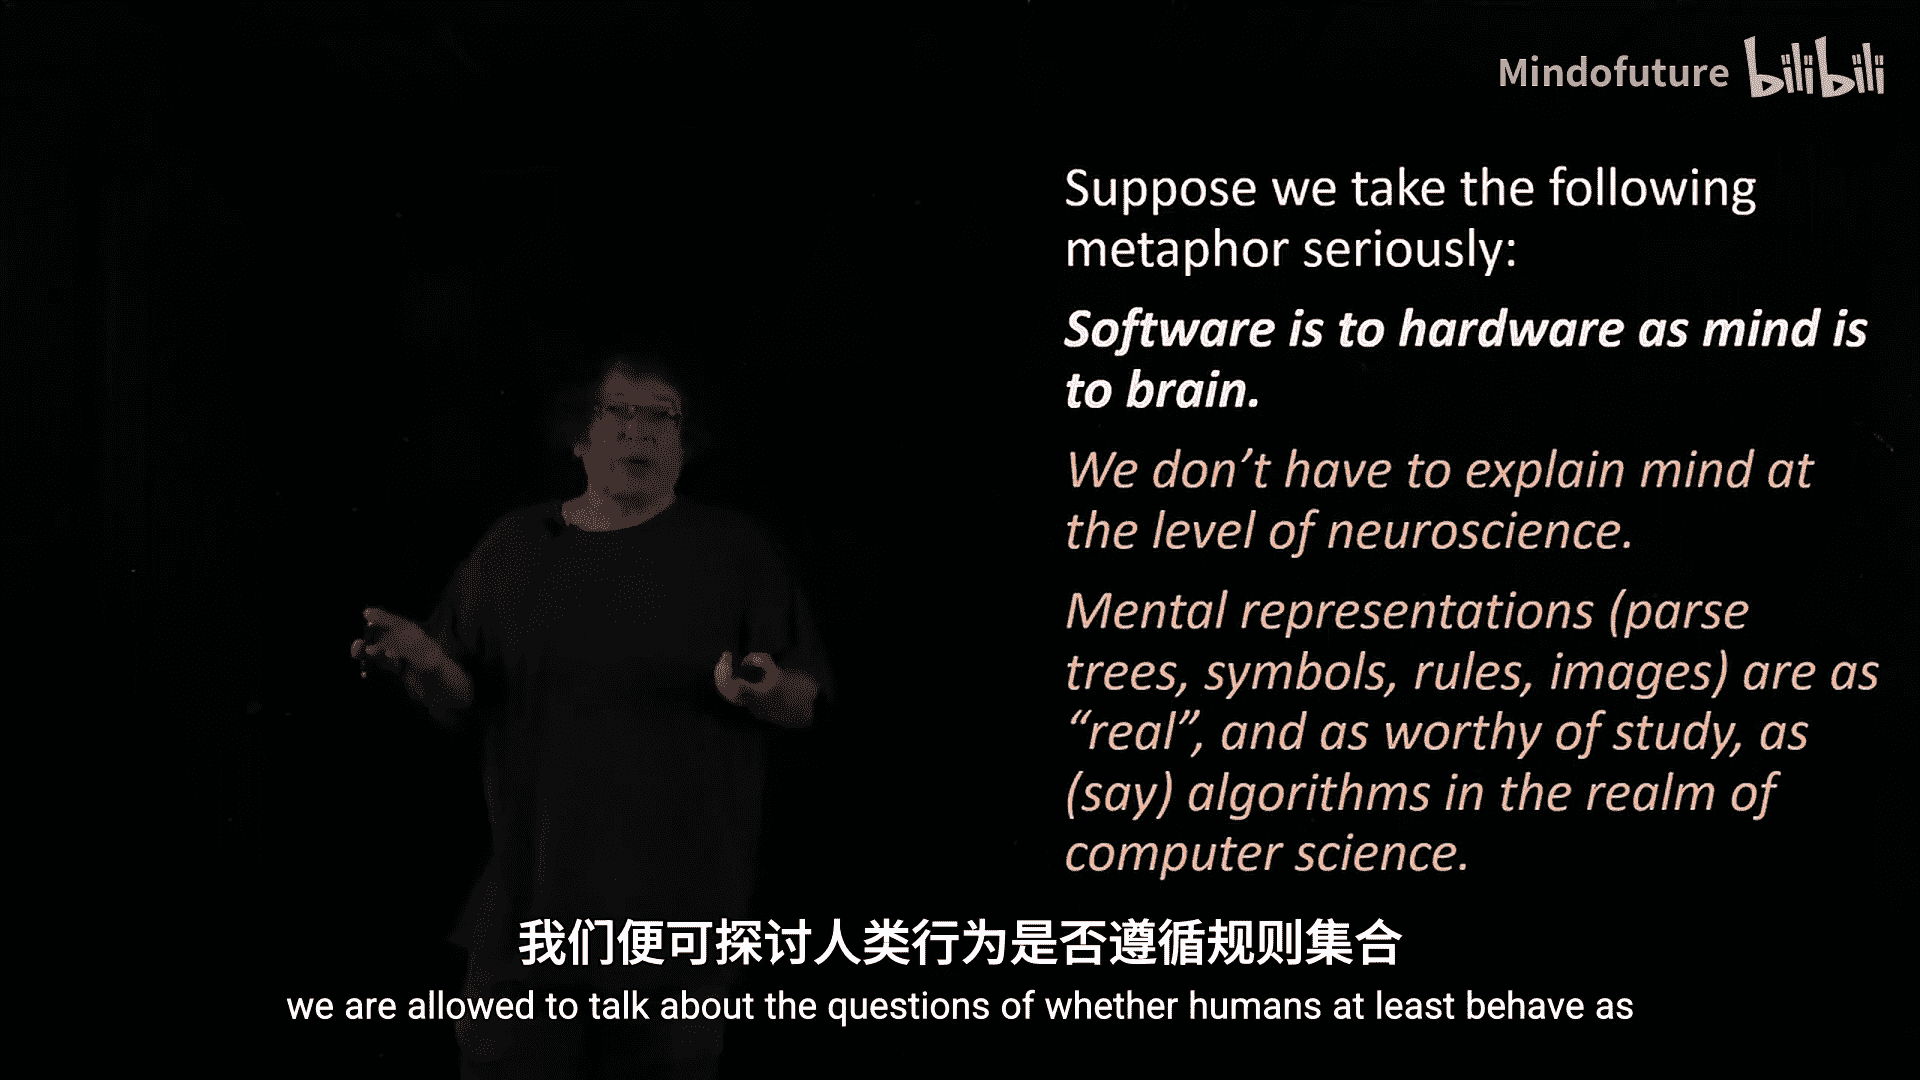 Mindofuture bilibili
Suppose we take the following
metaphor seriously:
Software is to hardware as mind is
to brain.
We don’t have to explain mind at
the level of neuroscience.
Mental representations (parse
trees, symbols, rules, images) are as
“real”, and as worthy of study, as
(say) algorithms in the realm of
computer science.
我们便可探讨人类行为是否遵循规则集合
we are allowed to talk about the questions of whether humans at least behave as